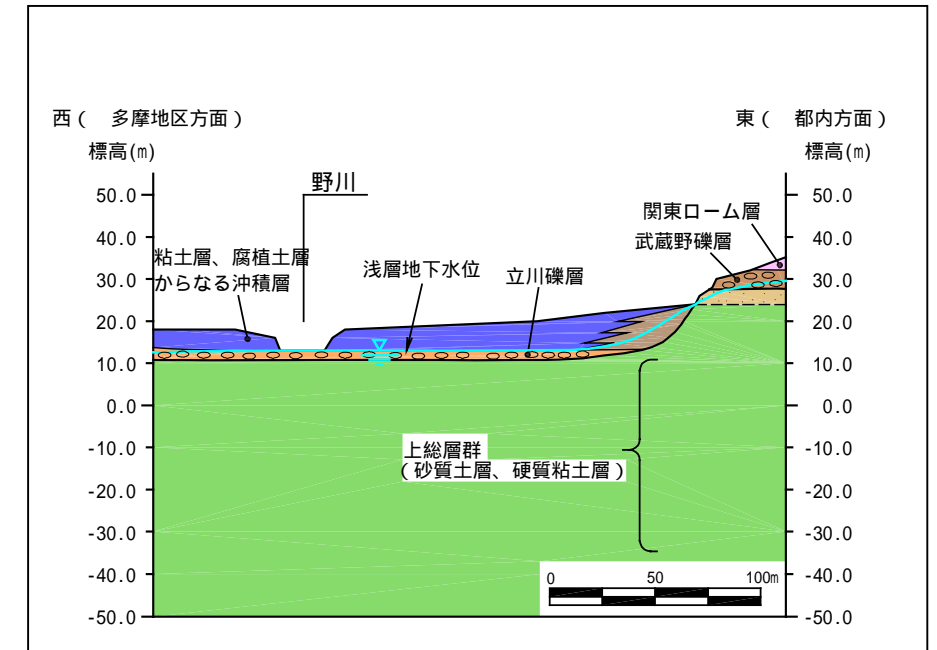 西( 多摩地区方面)
東( 都内方面)
標高(m)
標高(m)
野川
50.0
50.0
関東ローム層
40.0
40.0
武蔵野礫層
粘土層、腐植土層
からなる沖積層
浅層地下水位
立川礫層
30.0
30.0
20.0
20.0
10.0
10.0
0.0
0.0
-10.0
-10.0
上総層群
(砂質土層、硬質粘土層)
-20.0
-20.0
-30.0
-30.0
-40.0
-40.0
0 50 100m
-50.0
-50.0